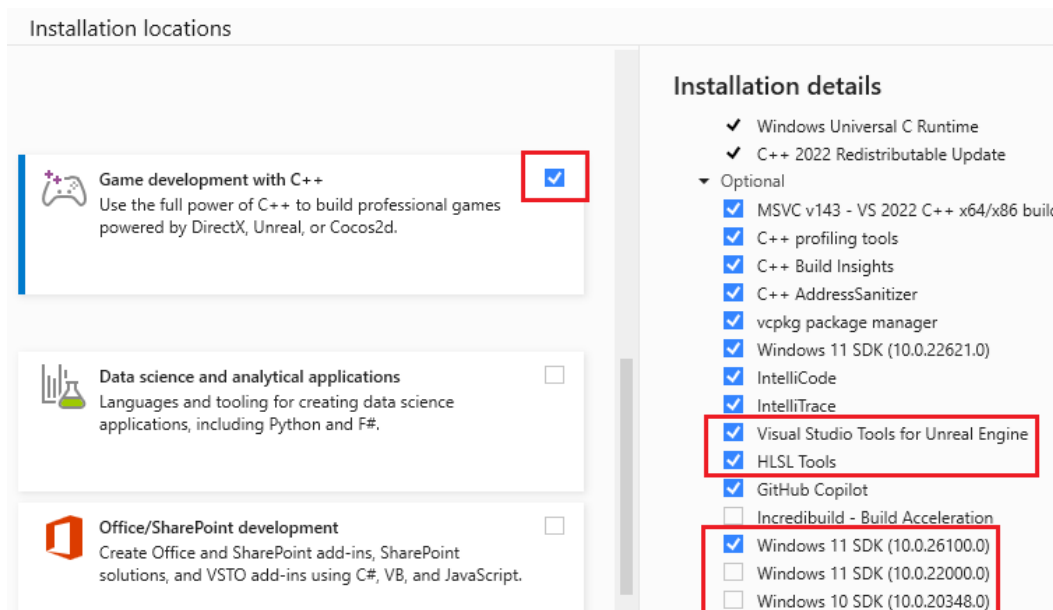 Installation locations
Game development with C++
Use the full power of C++ to build professional games
powered by DirectX, Unreal, or Cocos2d.
Data science and analytical applications
Languages and tooling for creating data science
applications, including Python and F#.
Office/SharePoint development
Create Office and SharePoint add-ins, SharePoint
solutions, and VSTO add-ins using C#, VB, and JavaScript.
Installation details
Windows Universal C Runtime
C++ 2022 Redistributable Update
Optional
MSVC v143 - VS 2022 C++ x64/x86
C++ profiling tools
C++ Build Insights
C++ AddressSanitizer
vcpkg package manager
Windows 11 SDK (10.0.22621.0)
IntelliCode
IntelliTrace
Visual Studio Tools for Unreal Engine
HLSL Tools
GitHub Copilot
Incredibuild - Build Acceleration
Windows 11 SDK (10.0.26100.0)
Windows 11 SDK (10.0.22000.0)
Windows 10 SDK (10.0.20348.0)